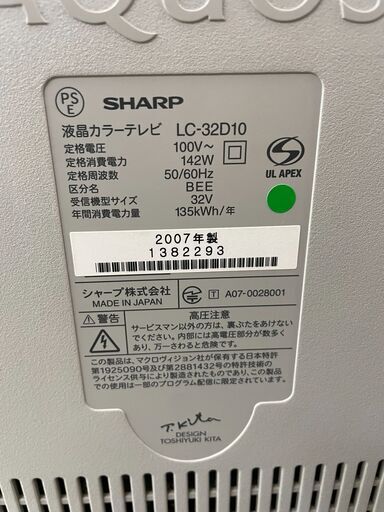 AQUOS
PS
E
SHARP
液晶カラーテレビ LC-32D10
定格電圧 100V～
定格消費電力 142W
定格周波数 50/60Hz
区分名 BEE
受信機型サイズ 32V
年間消費電力量 135kWh/年
S
UL APEX
2007年製
1382293
シャープ株式会社
MADE IN JAPAN
T A07-0028001
警告
高圧注意
サービスマン以外の方は、裏ぶたをあけない
でください。内部には高電圧部分が数多く
あり、万一さわると危険です。
この製品は、マクロヴィジョン社が保有する日本特許
第1925090号及び第2881432号の特許技術の
ライセンス供与により製造されたもので、この製品
での使用は一部のプログラム配信に限定されています。
T. Kita
DESIGN
TOSHIYUKI KITA